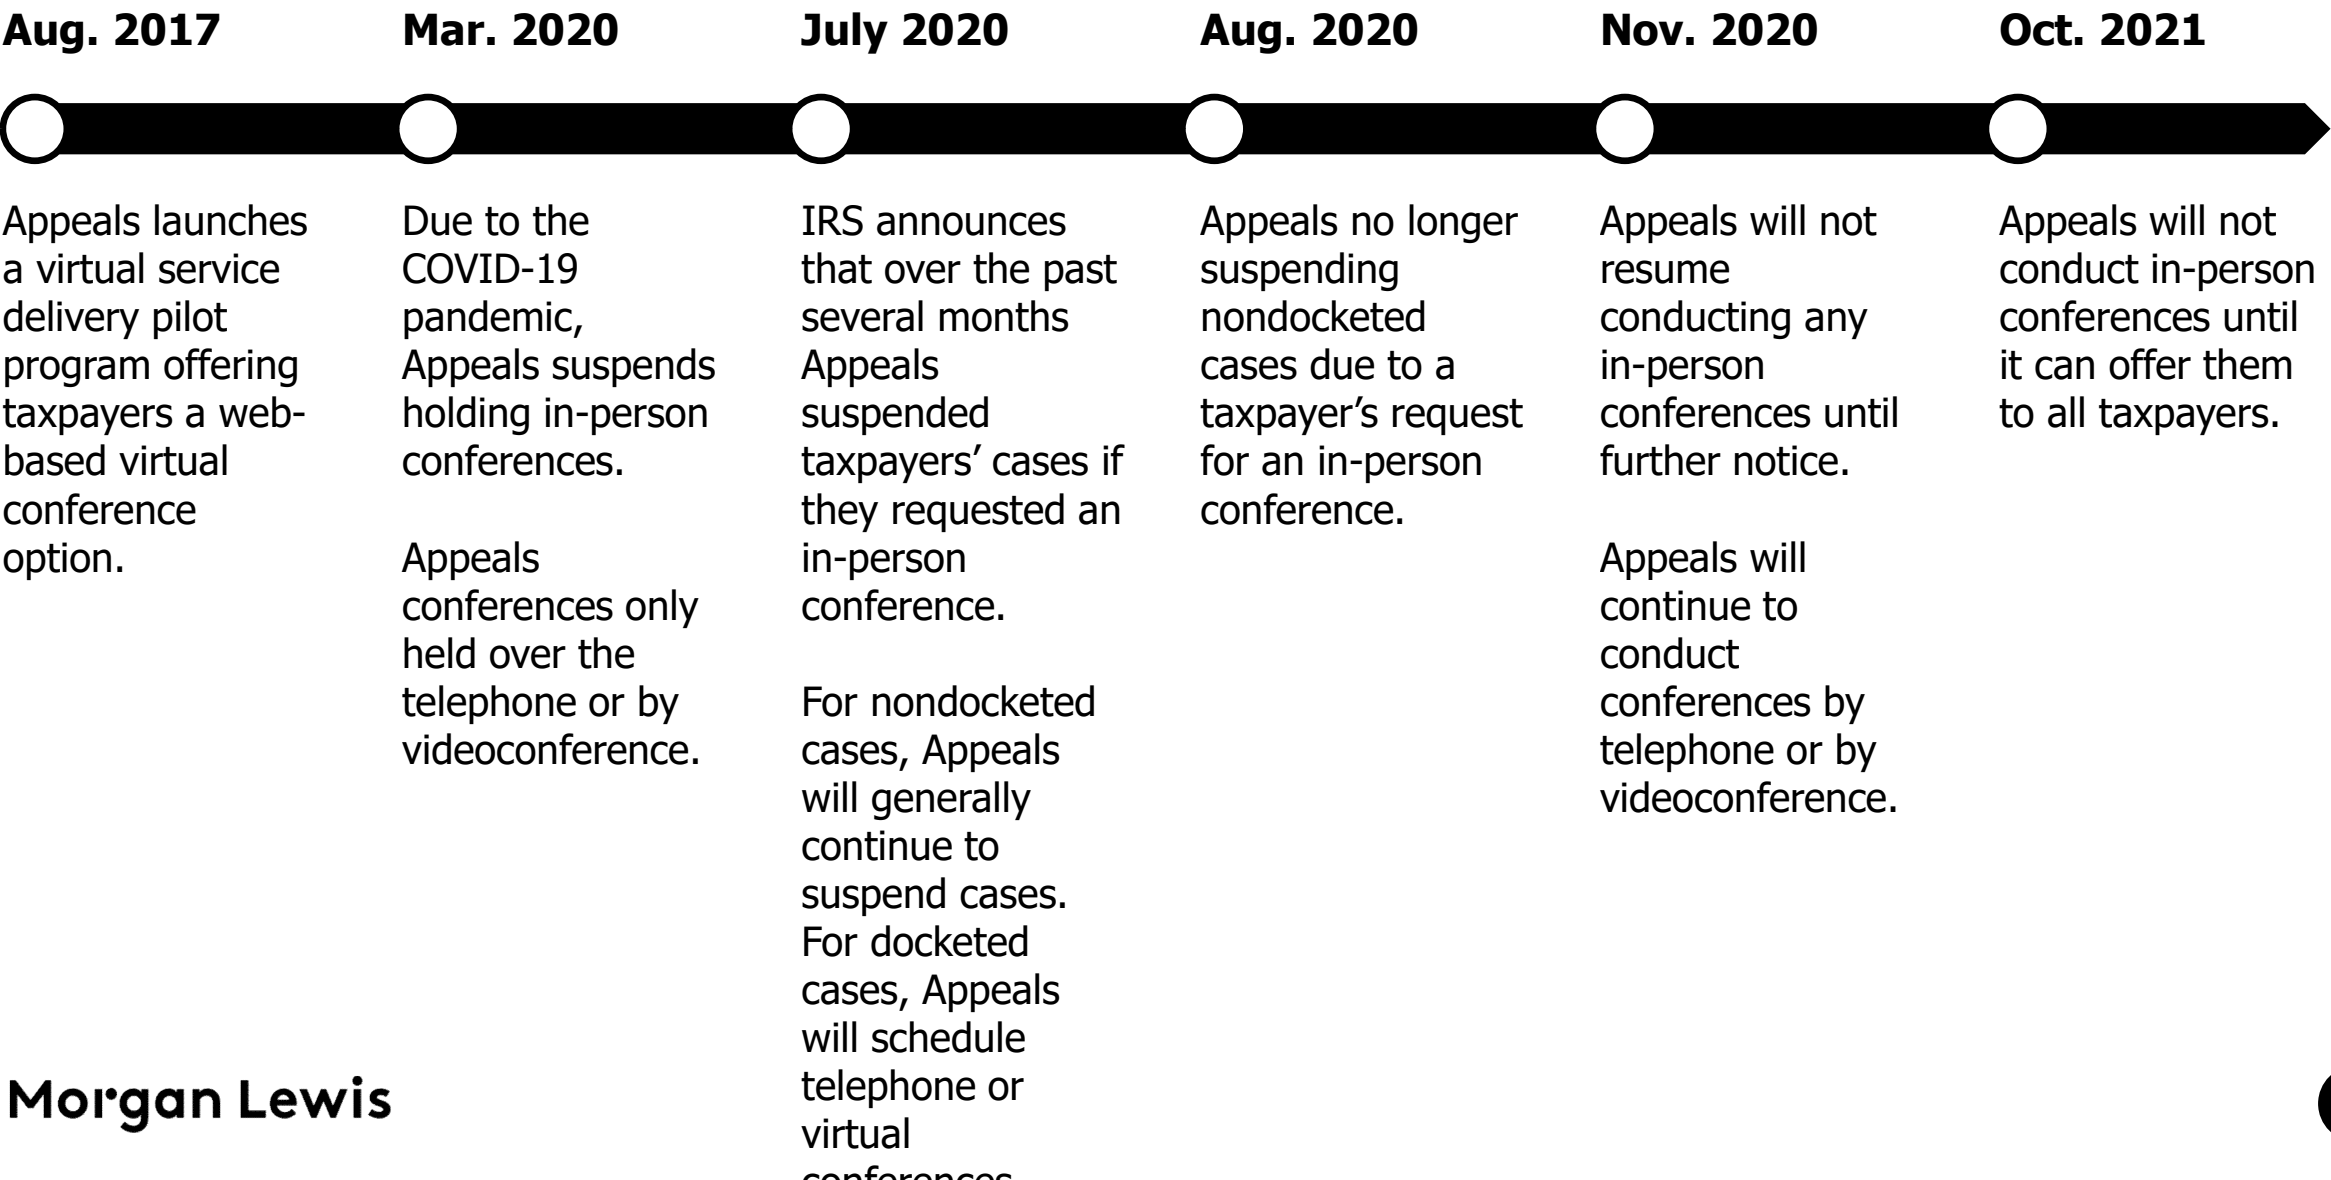 Aug. 2017
Appeals launches
a virtual service
delivery pilot
program offering
taxpayers a web-
based virtual
conference
option.
Mar. 2020
Due to the
COVID-19
pandemic,
Appeals suspends
holding in-person
conferences.
Appeals
conferences only
held over the
telephone or by
videoconference.
July 2020
IRS announces
that over the past
several months
Appeals
suspended
taxpayers’ cases if
they requested an
in-person
conference.
For nondocketed
cases, Appeals
will generally
continue to
suspend cases.
For docketed
cases, Appeals
will schedule
telephone or
virtual
conferences
Aug. 2020
Appeals no longer
suspending
nondocketed
cases due to a
taxpayer’s request
for an in-person
conference.
Nov. 2020
Appeals will not
resume
conducting any
in-person
conferences until
further notice.
Appeals will
continue to
conduct
conferences by
telephone or by
videoconference.
Oct. 2021
Appeals will not
conduct in-person
conferences until
it can offer them
to all taxpayers.
Morgan Lewis